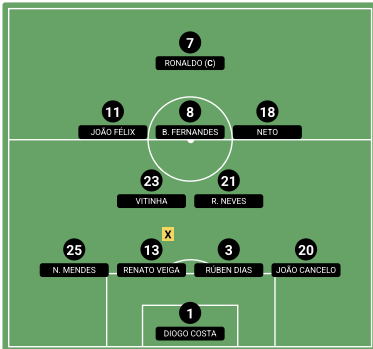 7
RONALDO (C)
11 8 18
JOÃO FÉLIX B. FERNANDES NETO
23 21
VITINHA R. NEVES
X
25 13 3 20
N. MENDES RENATO VEIGA RÚBEN DIAS JOÃO CANCELO
1
DIOGO COSTA